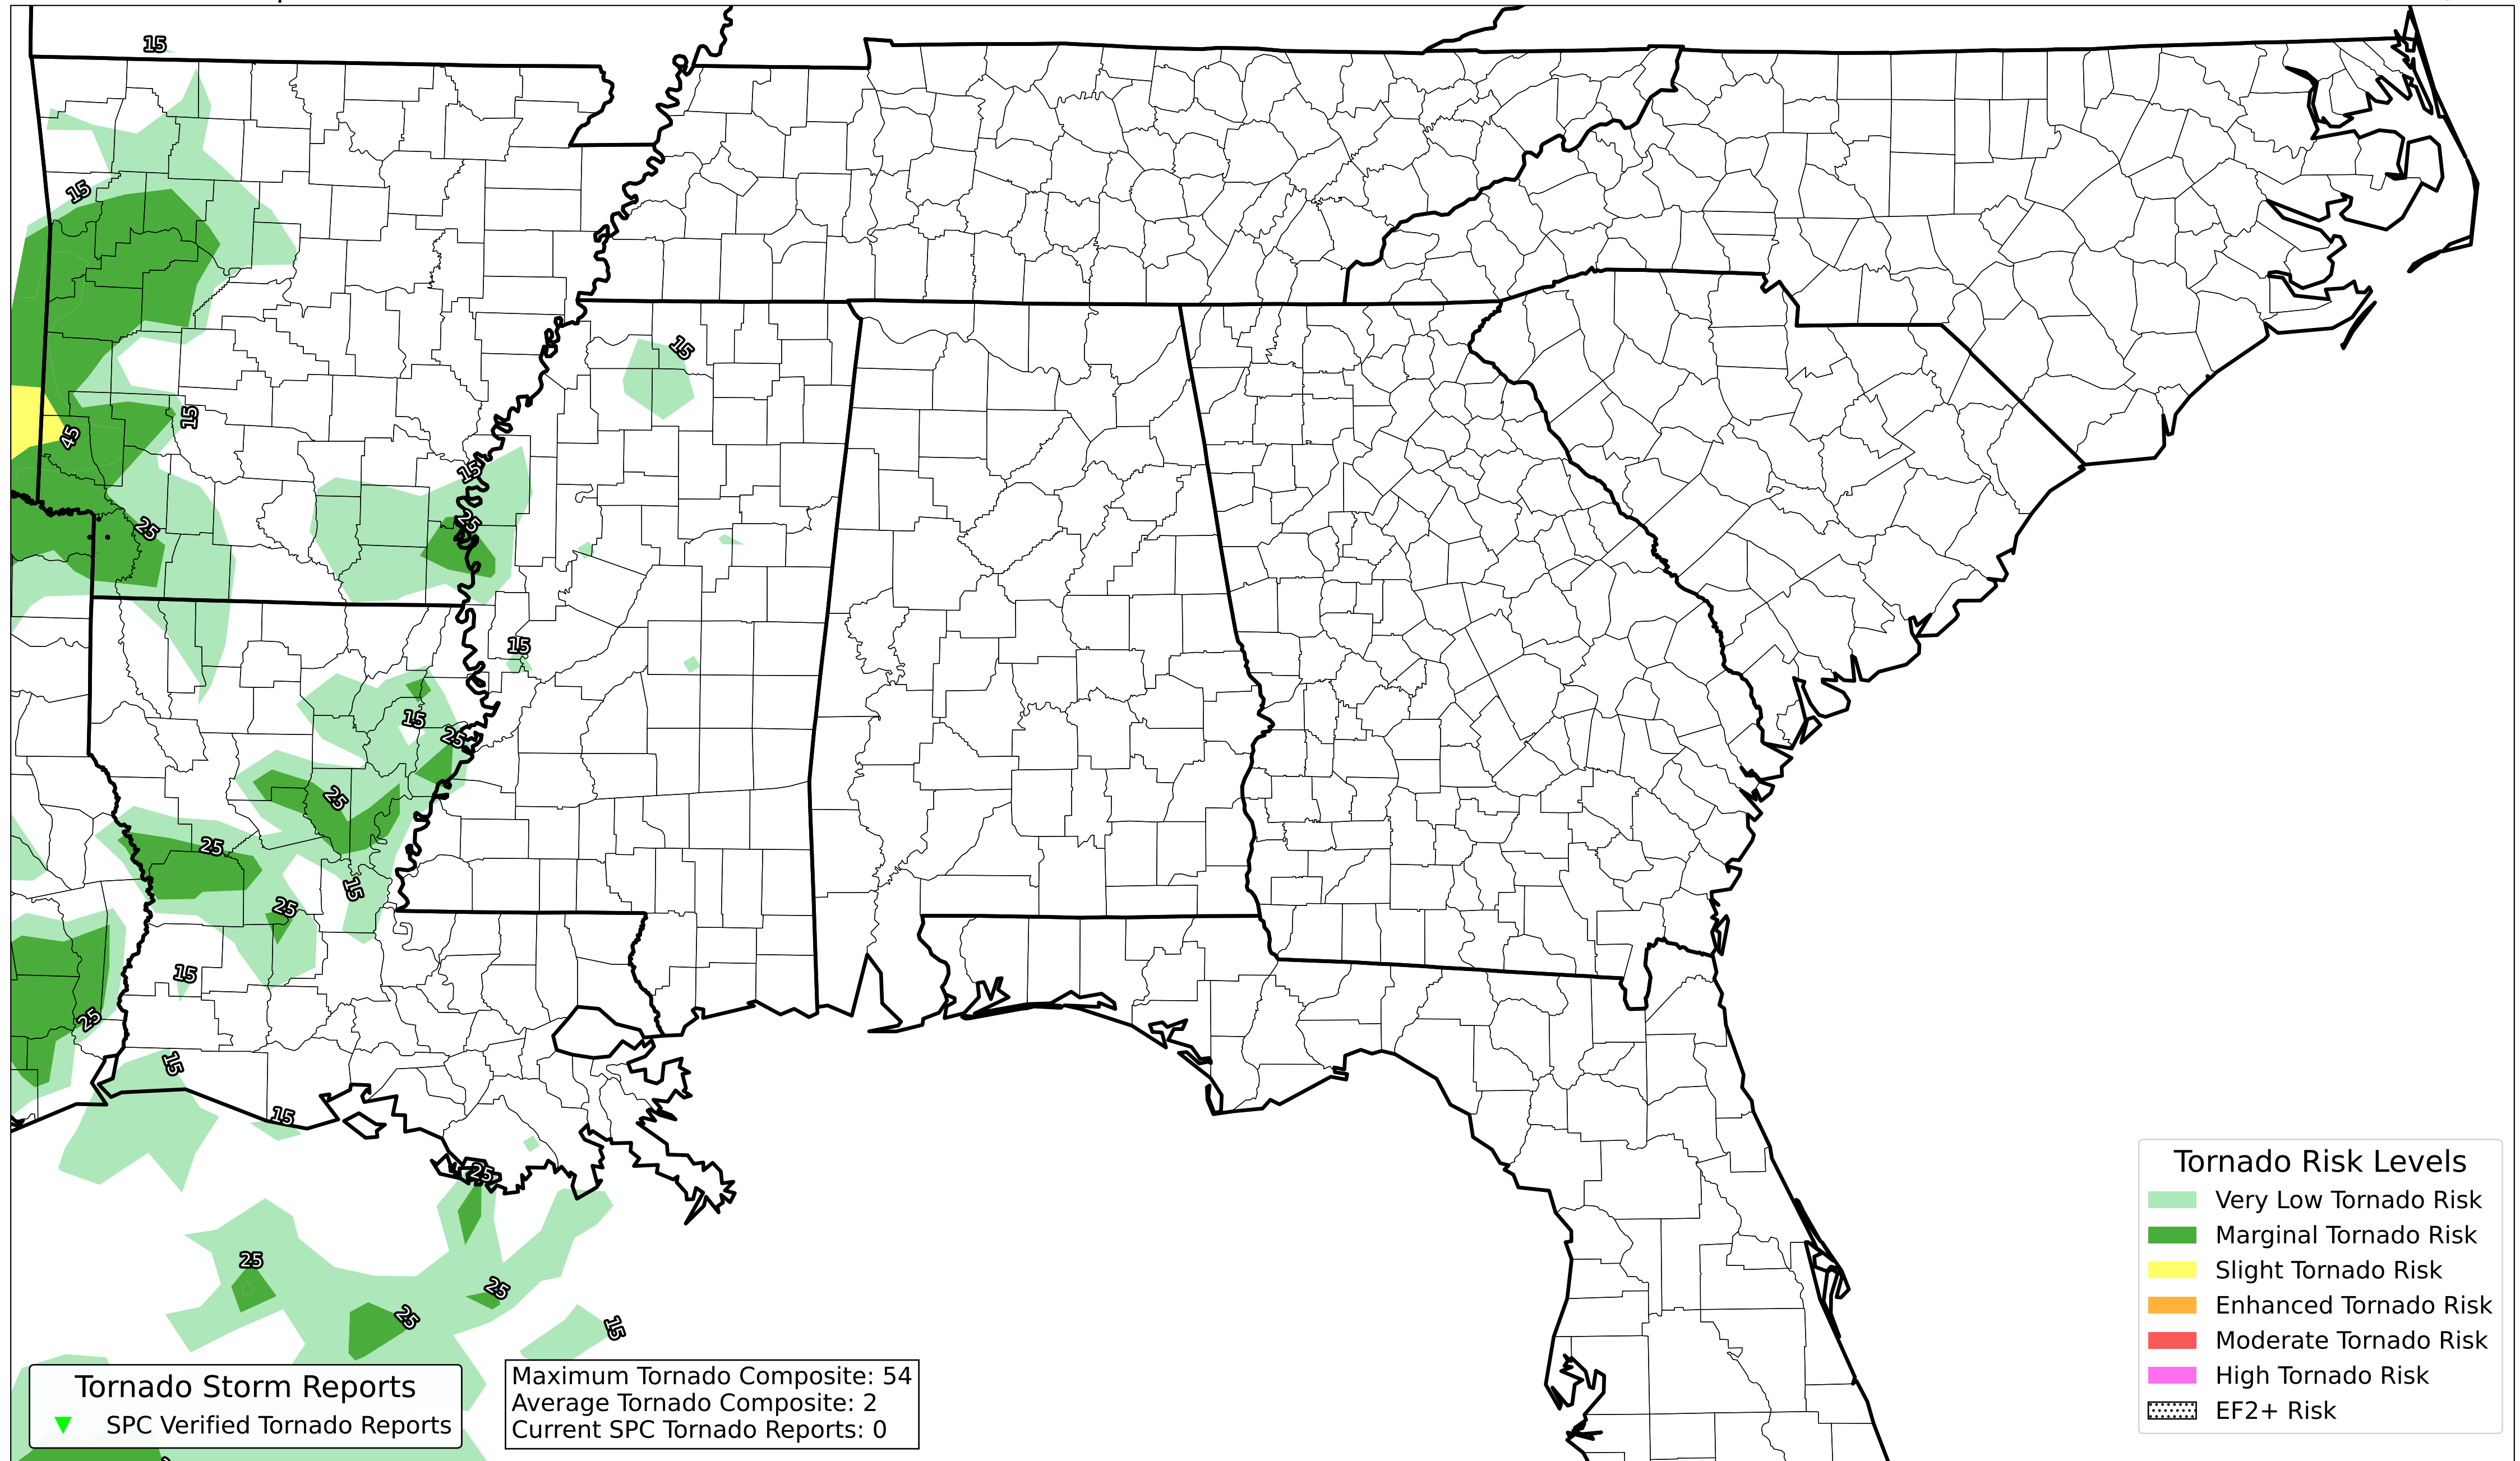 15
15
15
15
45
15
25
25
15
15
25
25
25
15
25
15
25
15
15
25
25
25
25
15
Tornado Risk Levels
Very Low Tornado Risk
Marginal Tornado Risk
Slight Tornado Risk
Enhanced Tornado Risk
Moderate Tornado Risk
High Tornado Risk
EF2+ Risk
Tornado Storm Reports
SPC Verified Tornado Reports
Maximum Tornado Composite: 54
Average Tornado Composite: 2
Current SPC Tornado Reports: 0